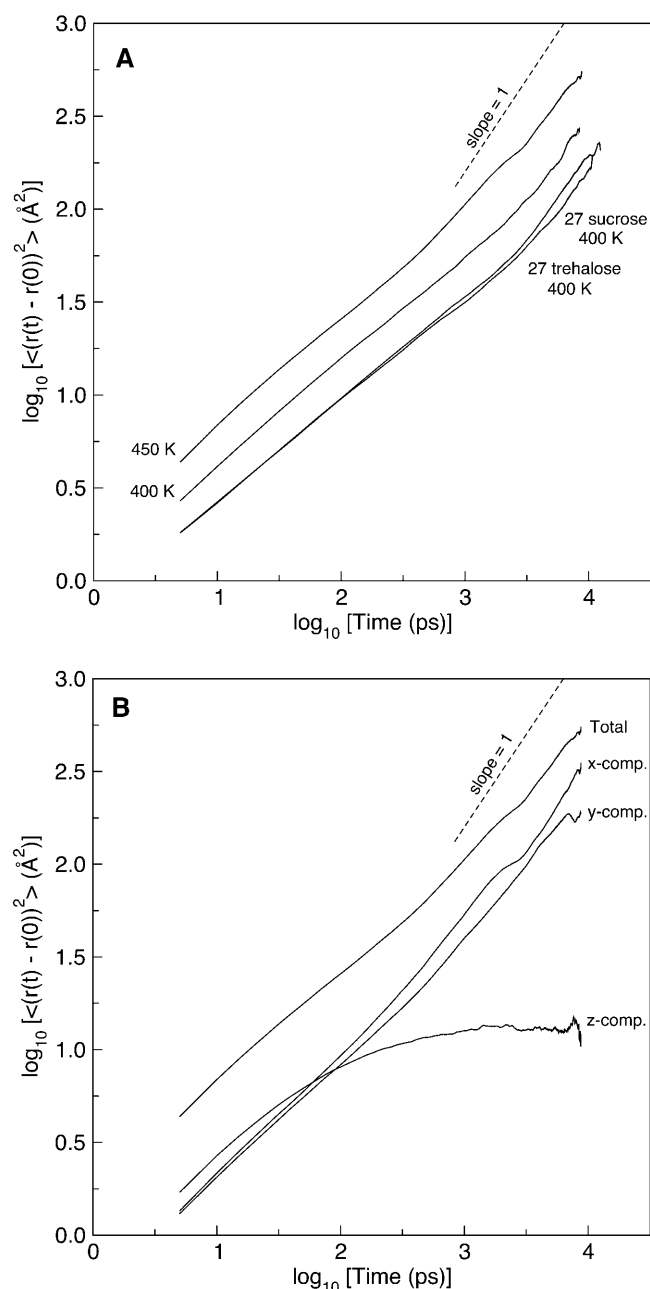 A
3.0
2.5
2.0
1.5
1.0
0.5
0.0
log10 [<(r(t) - r(0))2> (Å2)]
slope = 1
27 sucrose
400 K
27 trehalose
400 K
450 K
400 K
0 1 2 3 4
log10 [Time (ps)]
B
3.0
2.5
2.0
1.5
1.0
0.5
0.0
log10 [<(r(t) - r(0))2> (Å2)]
slope = 1
Total
x-comp.
y-comp.
z-comp.
0 1 2 3 4
log10 [Time (ps)]